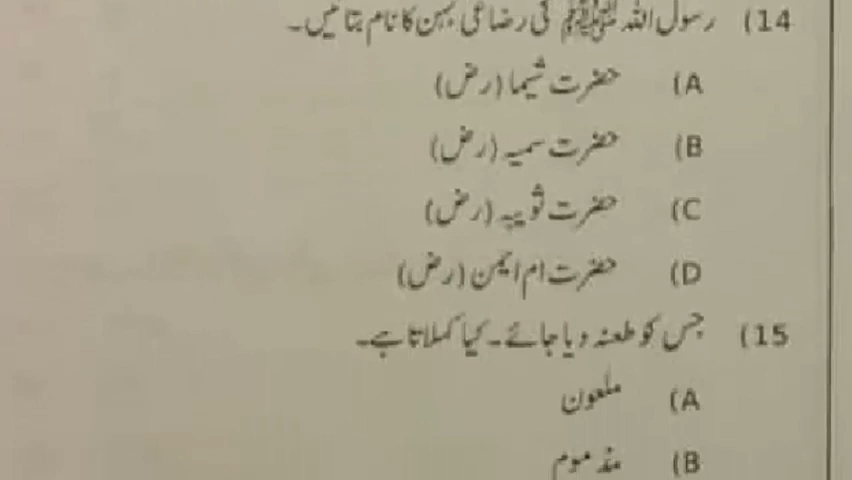 14) رسول اللہ ﷺ کی رضاعی بہن کا نام بتائیں۔
A) حضرت شیما (رض)
B) حضرت سمیہ (رض)
C) حضرت ثویبہ (رض)
D) حضرت ام ایمن (رض)
15) جس کو طعنہ دیا جائے۔ کیا کہلاتا ہے۔
A) ملعون
B) مذموم